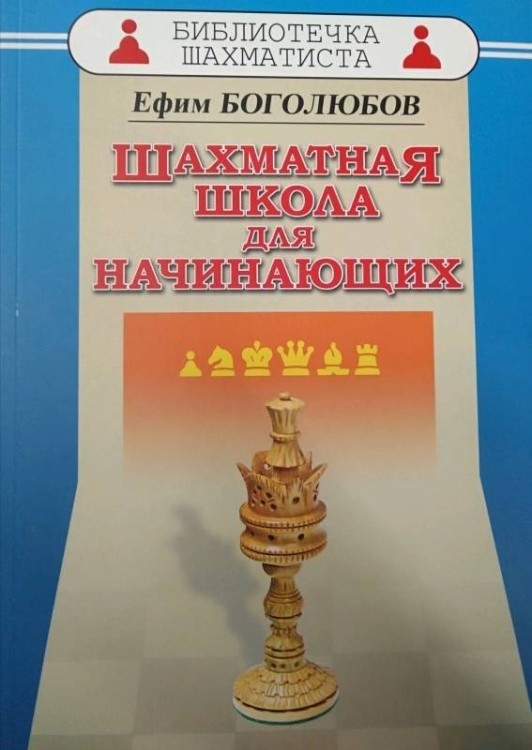 БИБЛИОТЕЧКА
ШАХМАТИСТА
Ефим БОГОЛЮБОВ
ШАХМАТНАЯ
ШКОЛА
ДЛЯ
НАЧИНАЮЩИХ